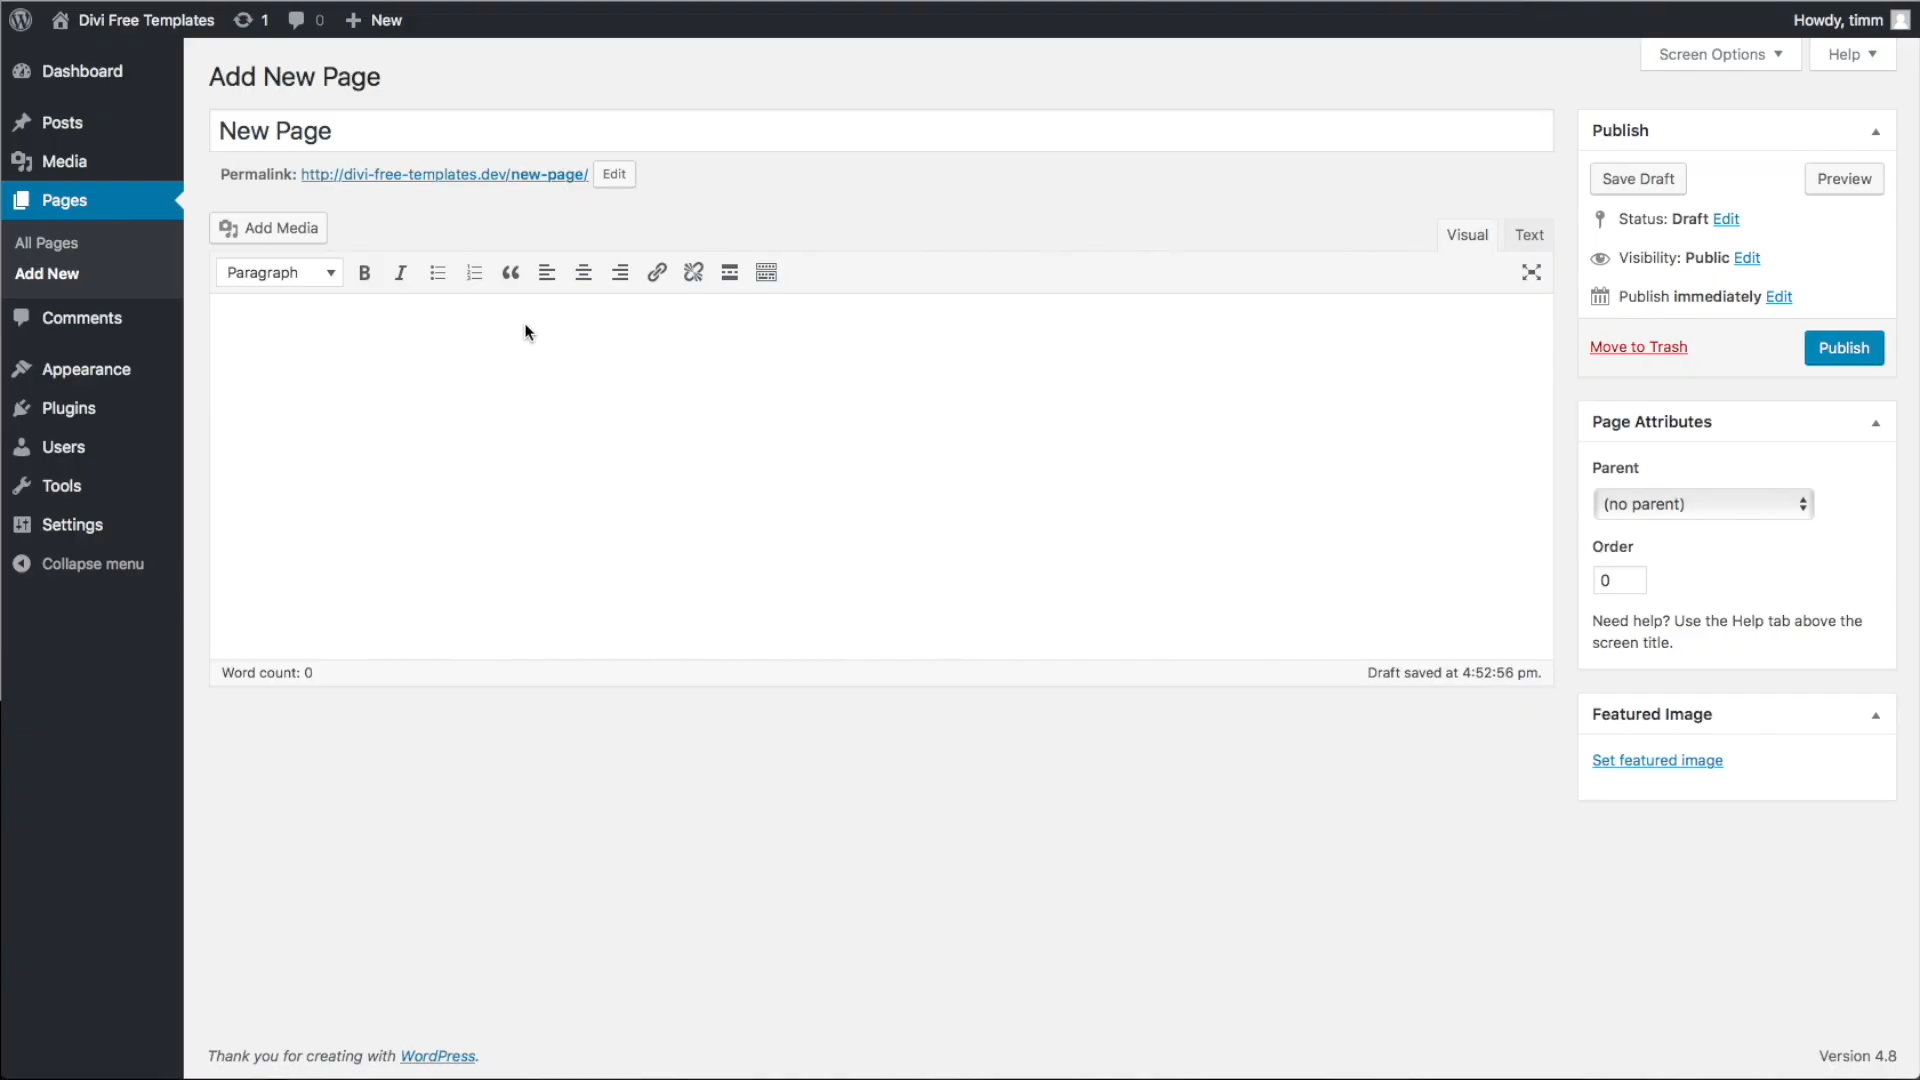 Divi Free Templates 1 0 New Howdy, timm
Screen Options Help
Dashboard
Posts
Media
Pages
All Pages
Add New
Comments
Appearance
Plugins
Users
Tools
Settings
Collapse menu
Add New Page
New Page
Permalink: http://divi-free-templates.dev/new-page/ Edit
Add Media
Visual Text
Paragraph
Word count: 0 Draft saved at 4:52:56 pm.
Publish
Save Draft Preview
Status: Draft Edit
Visibility: Public Edit
Publish immediately Edit
Move to Trash Publish
Page Attributes
Parent
(no parent)
Order
0
Need help? Use the Help tab above the
screen title.
Featured Image
Set featured image
Thank you for creating with WordPress. Version 4.8